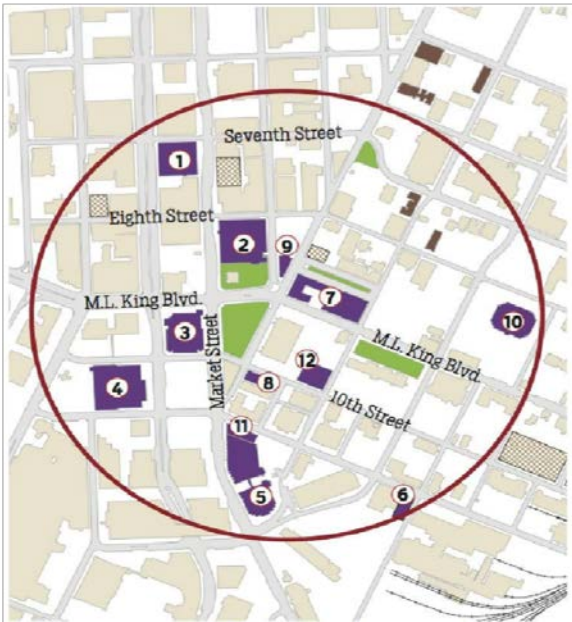 Seventh Street
1
Eighth Street
2
9
M.L. King Blvd.
7
3
Market Street
10
M.L. King Blvd.
12
4
8
10th Street
11
5
6